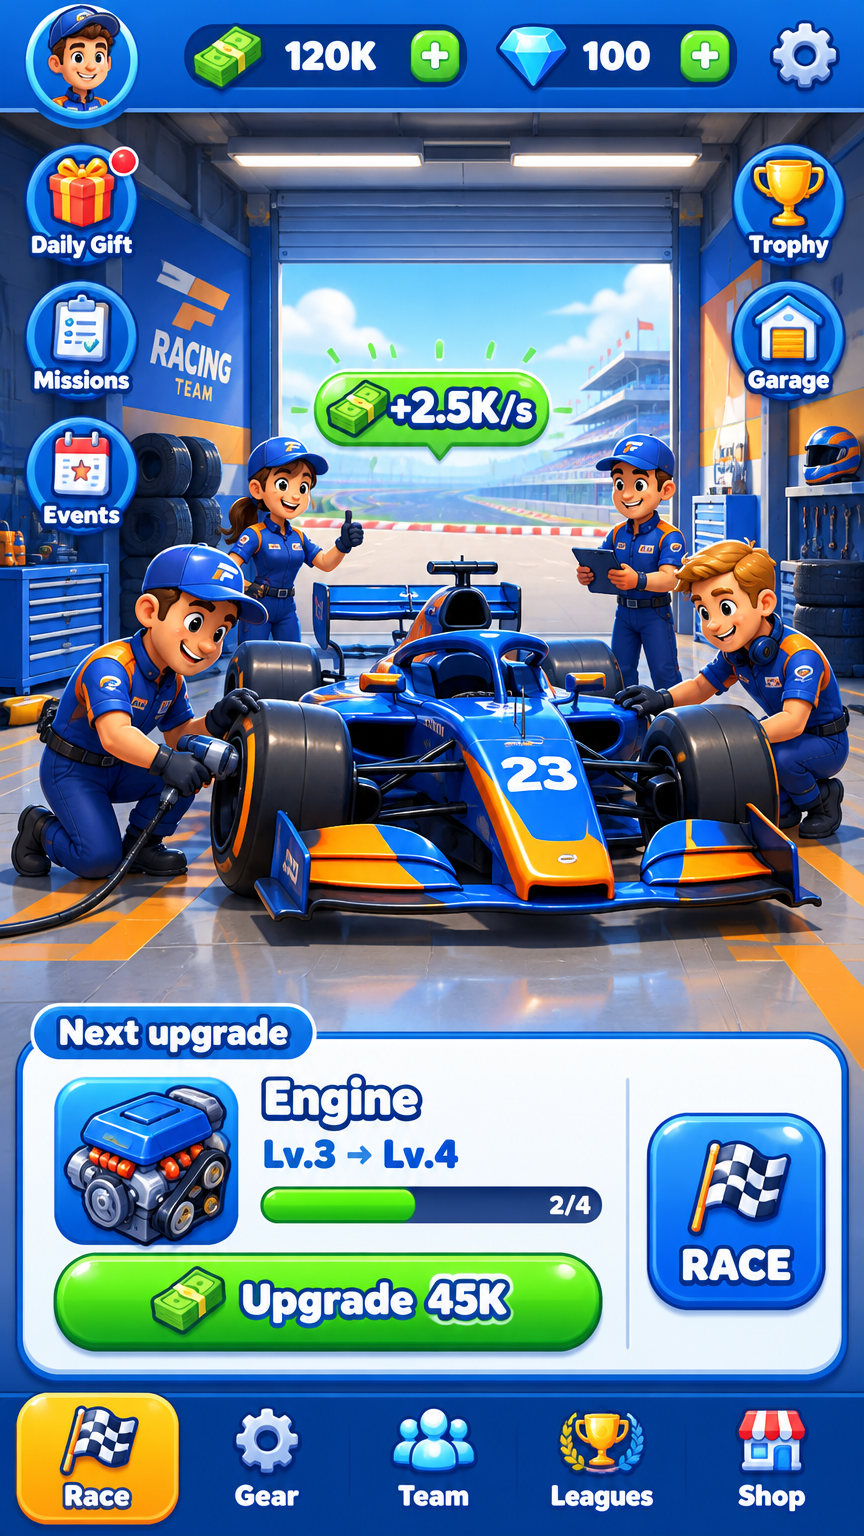 120K
100
Daily Gift
Trophy
Missions
Garage
Events
RACING
TEAM
+2.5K/s
23
Next upgrade
Engine
Lv.3 → Lv.4
2/4
Upgrade 45K
RACE
Race
Gear
Team
Leagues
Shop